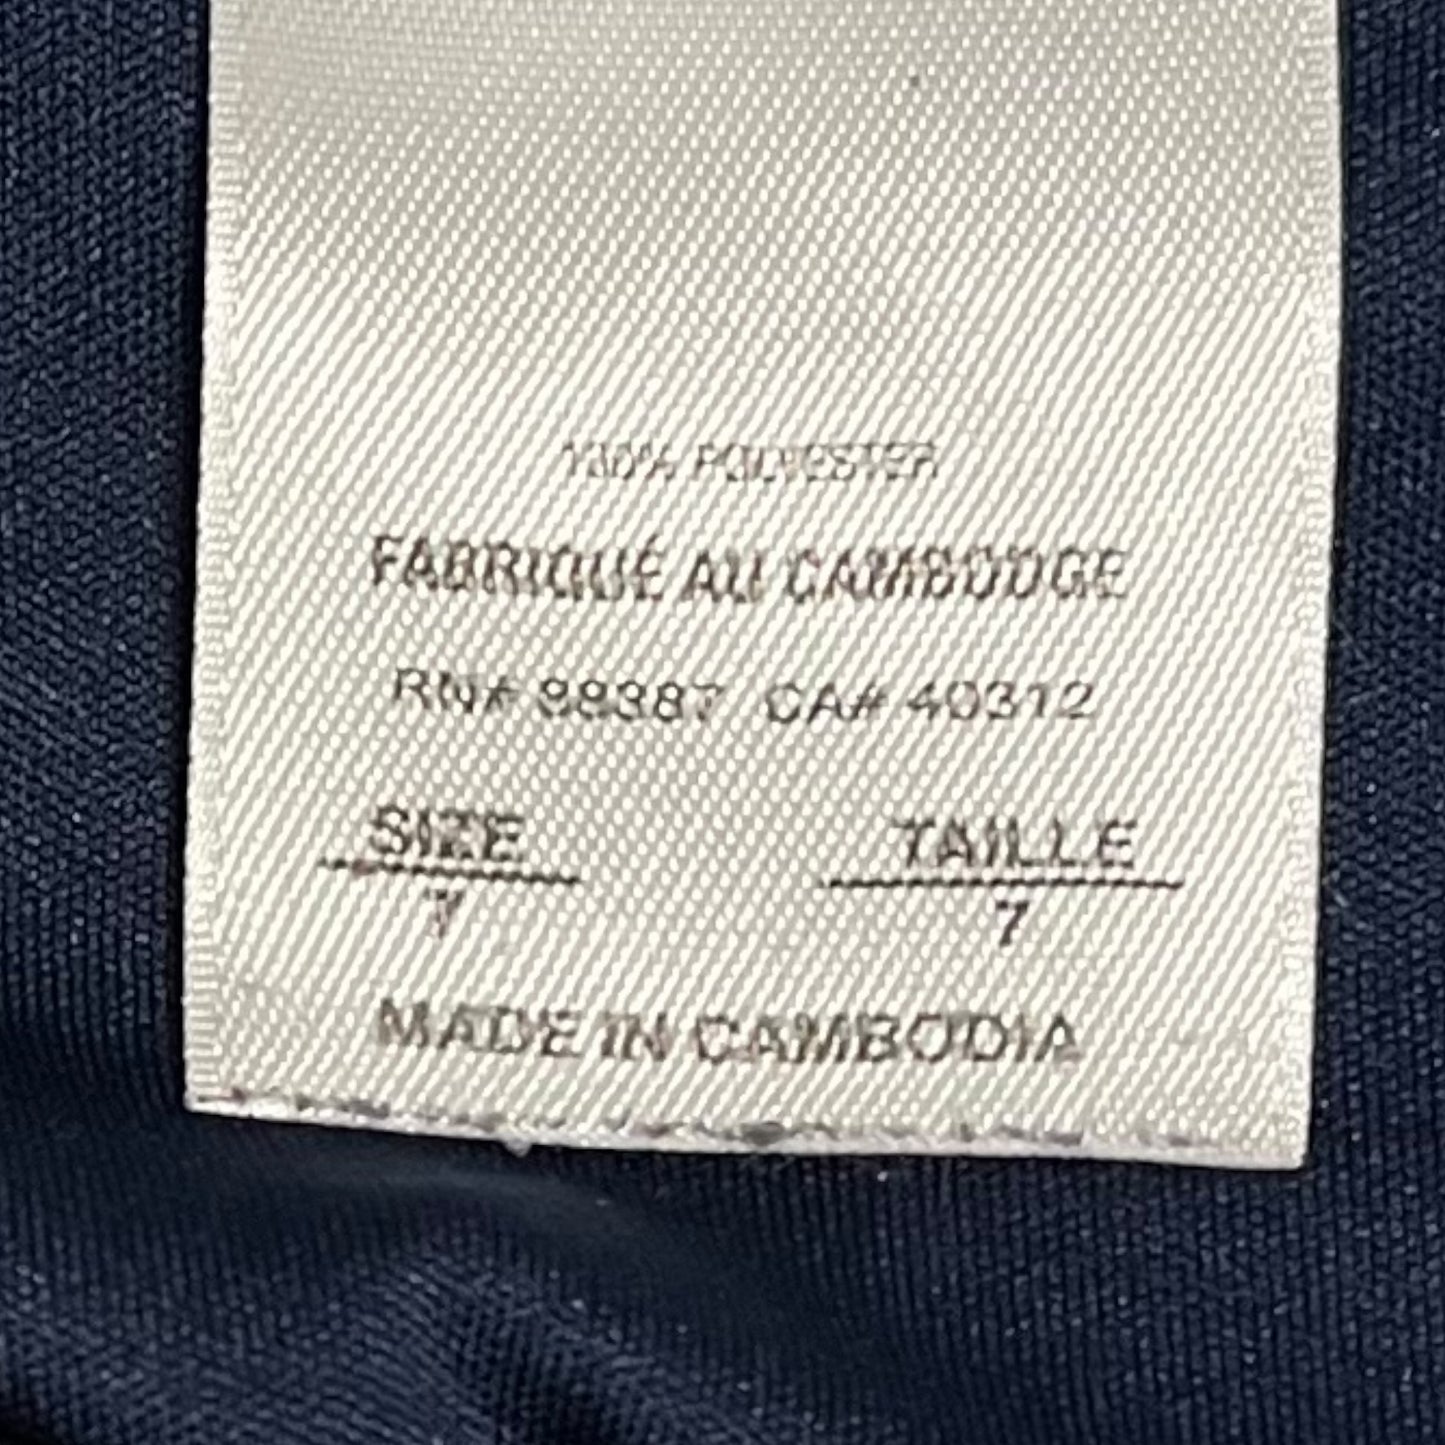 100% POLYESTER
FABRIQUÉ AU CAMBODGE
RN# 88387 CA# 40312
SIZE TAILLE
7 7
MADE IN CAMBODIA